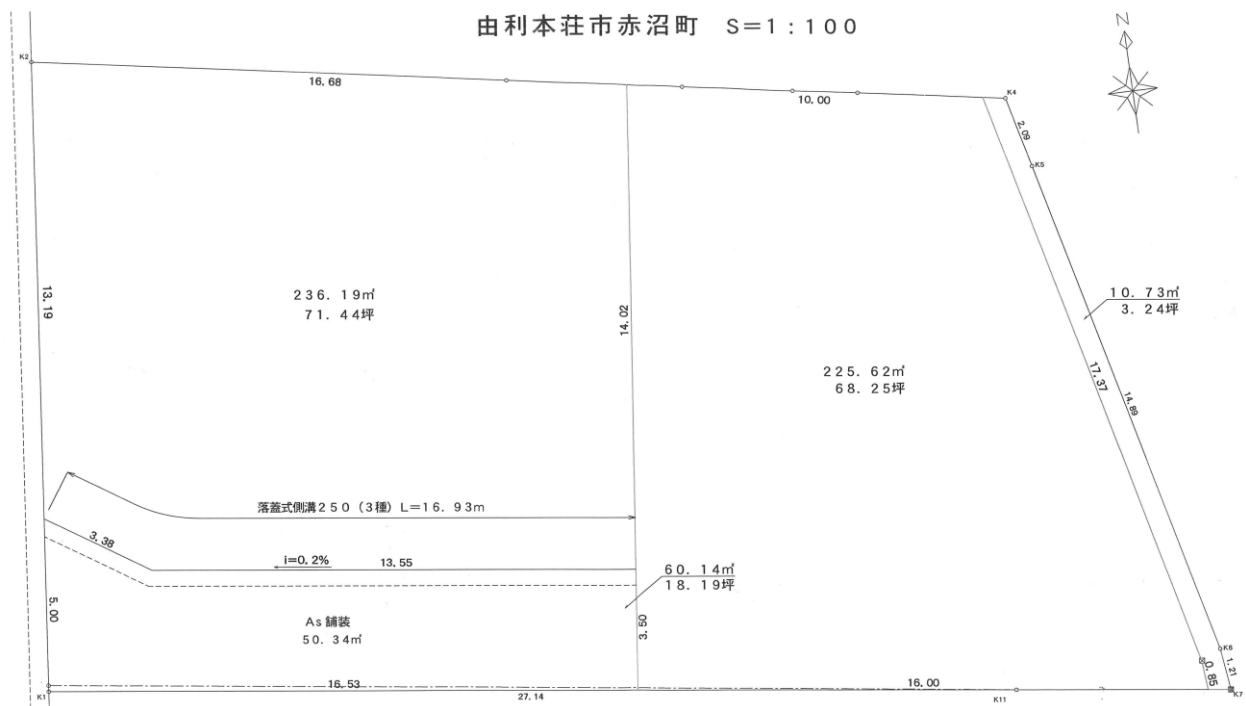 由利本荘市赤沼町 S=1:100
N
K2
16.68
10.00
K4
2.09
K5
13.19
236.19㎡
71.44坪
14.02
10.73㎡
3.24坪
225.62㎡
68.25坪
17.37
14.89
落蓋式側溝250(3種)L=16.93m
3.38
i=0.2%
13.55
60.14㎡
18.19坪
5.00
As舗装
50.34㎡
3.50
K6
0.85
1.21
16.53
16.00
K1
27.14
K11
K7